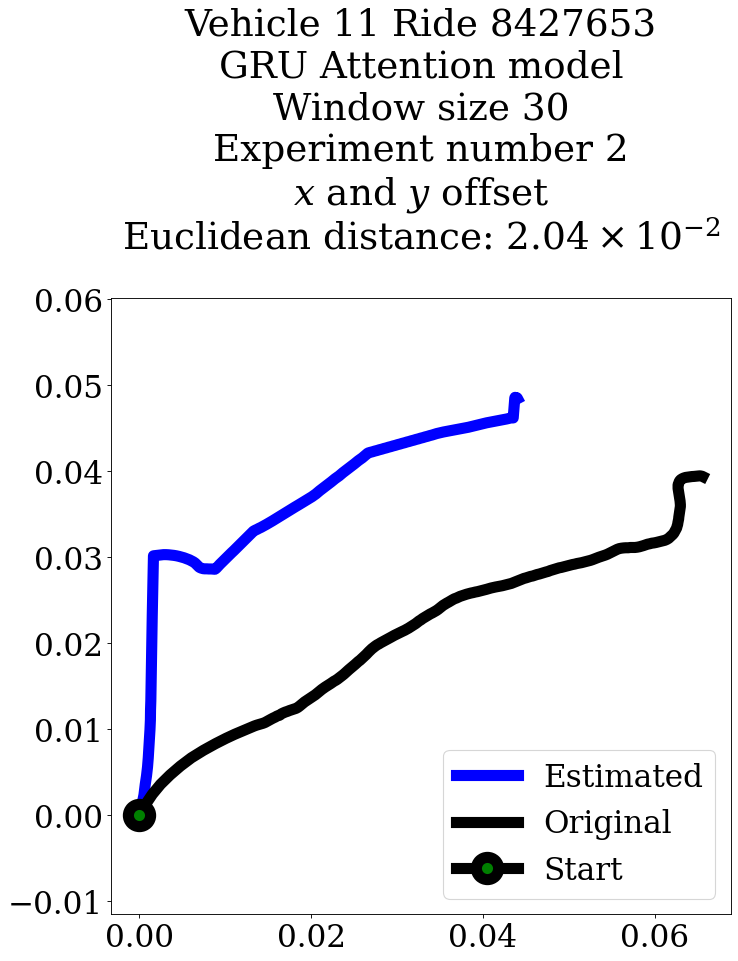 Vehicle 11 Ride 8427653
GRU Attention model
Window size 30
Experiment number 2
x and y offset
Euclidean distance: 2.04 × 10⁻²
0.06
0.05
0.04
0.03
0.02
0.01
0.00
−0.01
0.00 0.02 0.04 0.06
Estimated
Original
Start